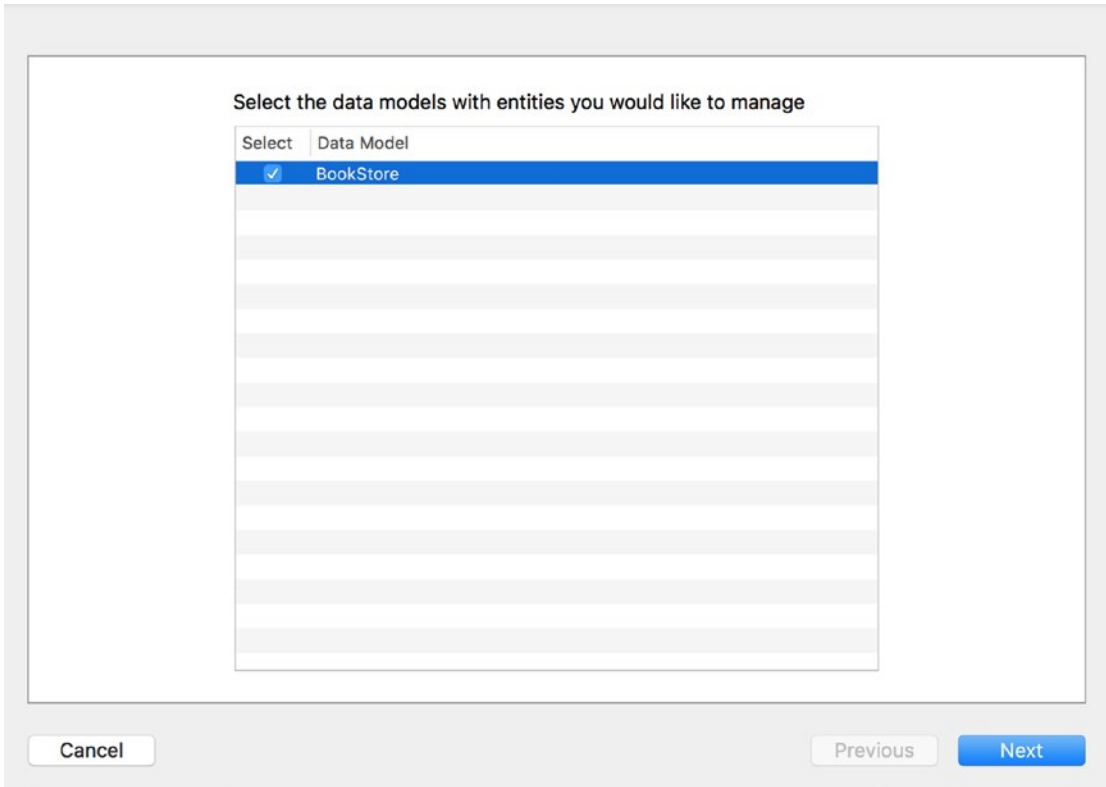 Select the data models with entities you would like to manage
Select Data Model
BookStore
Cancel Previous Next